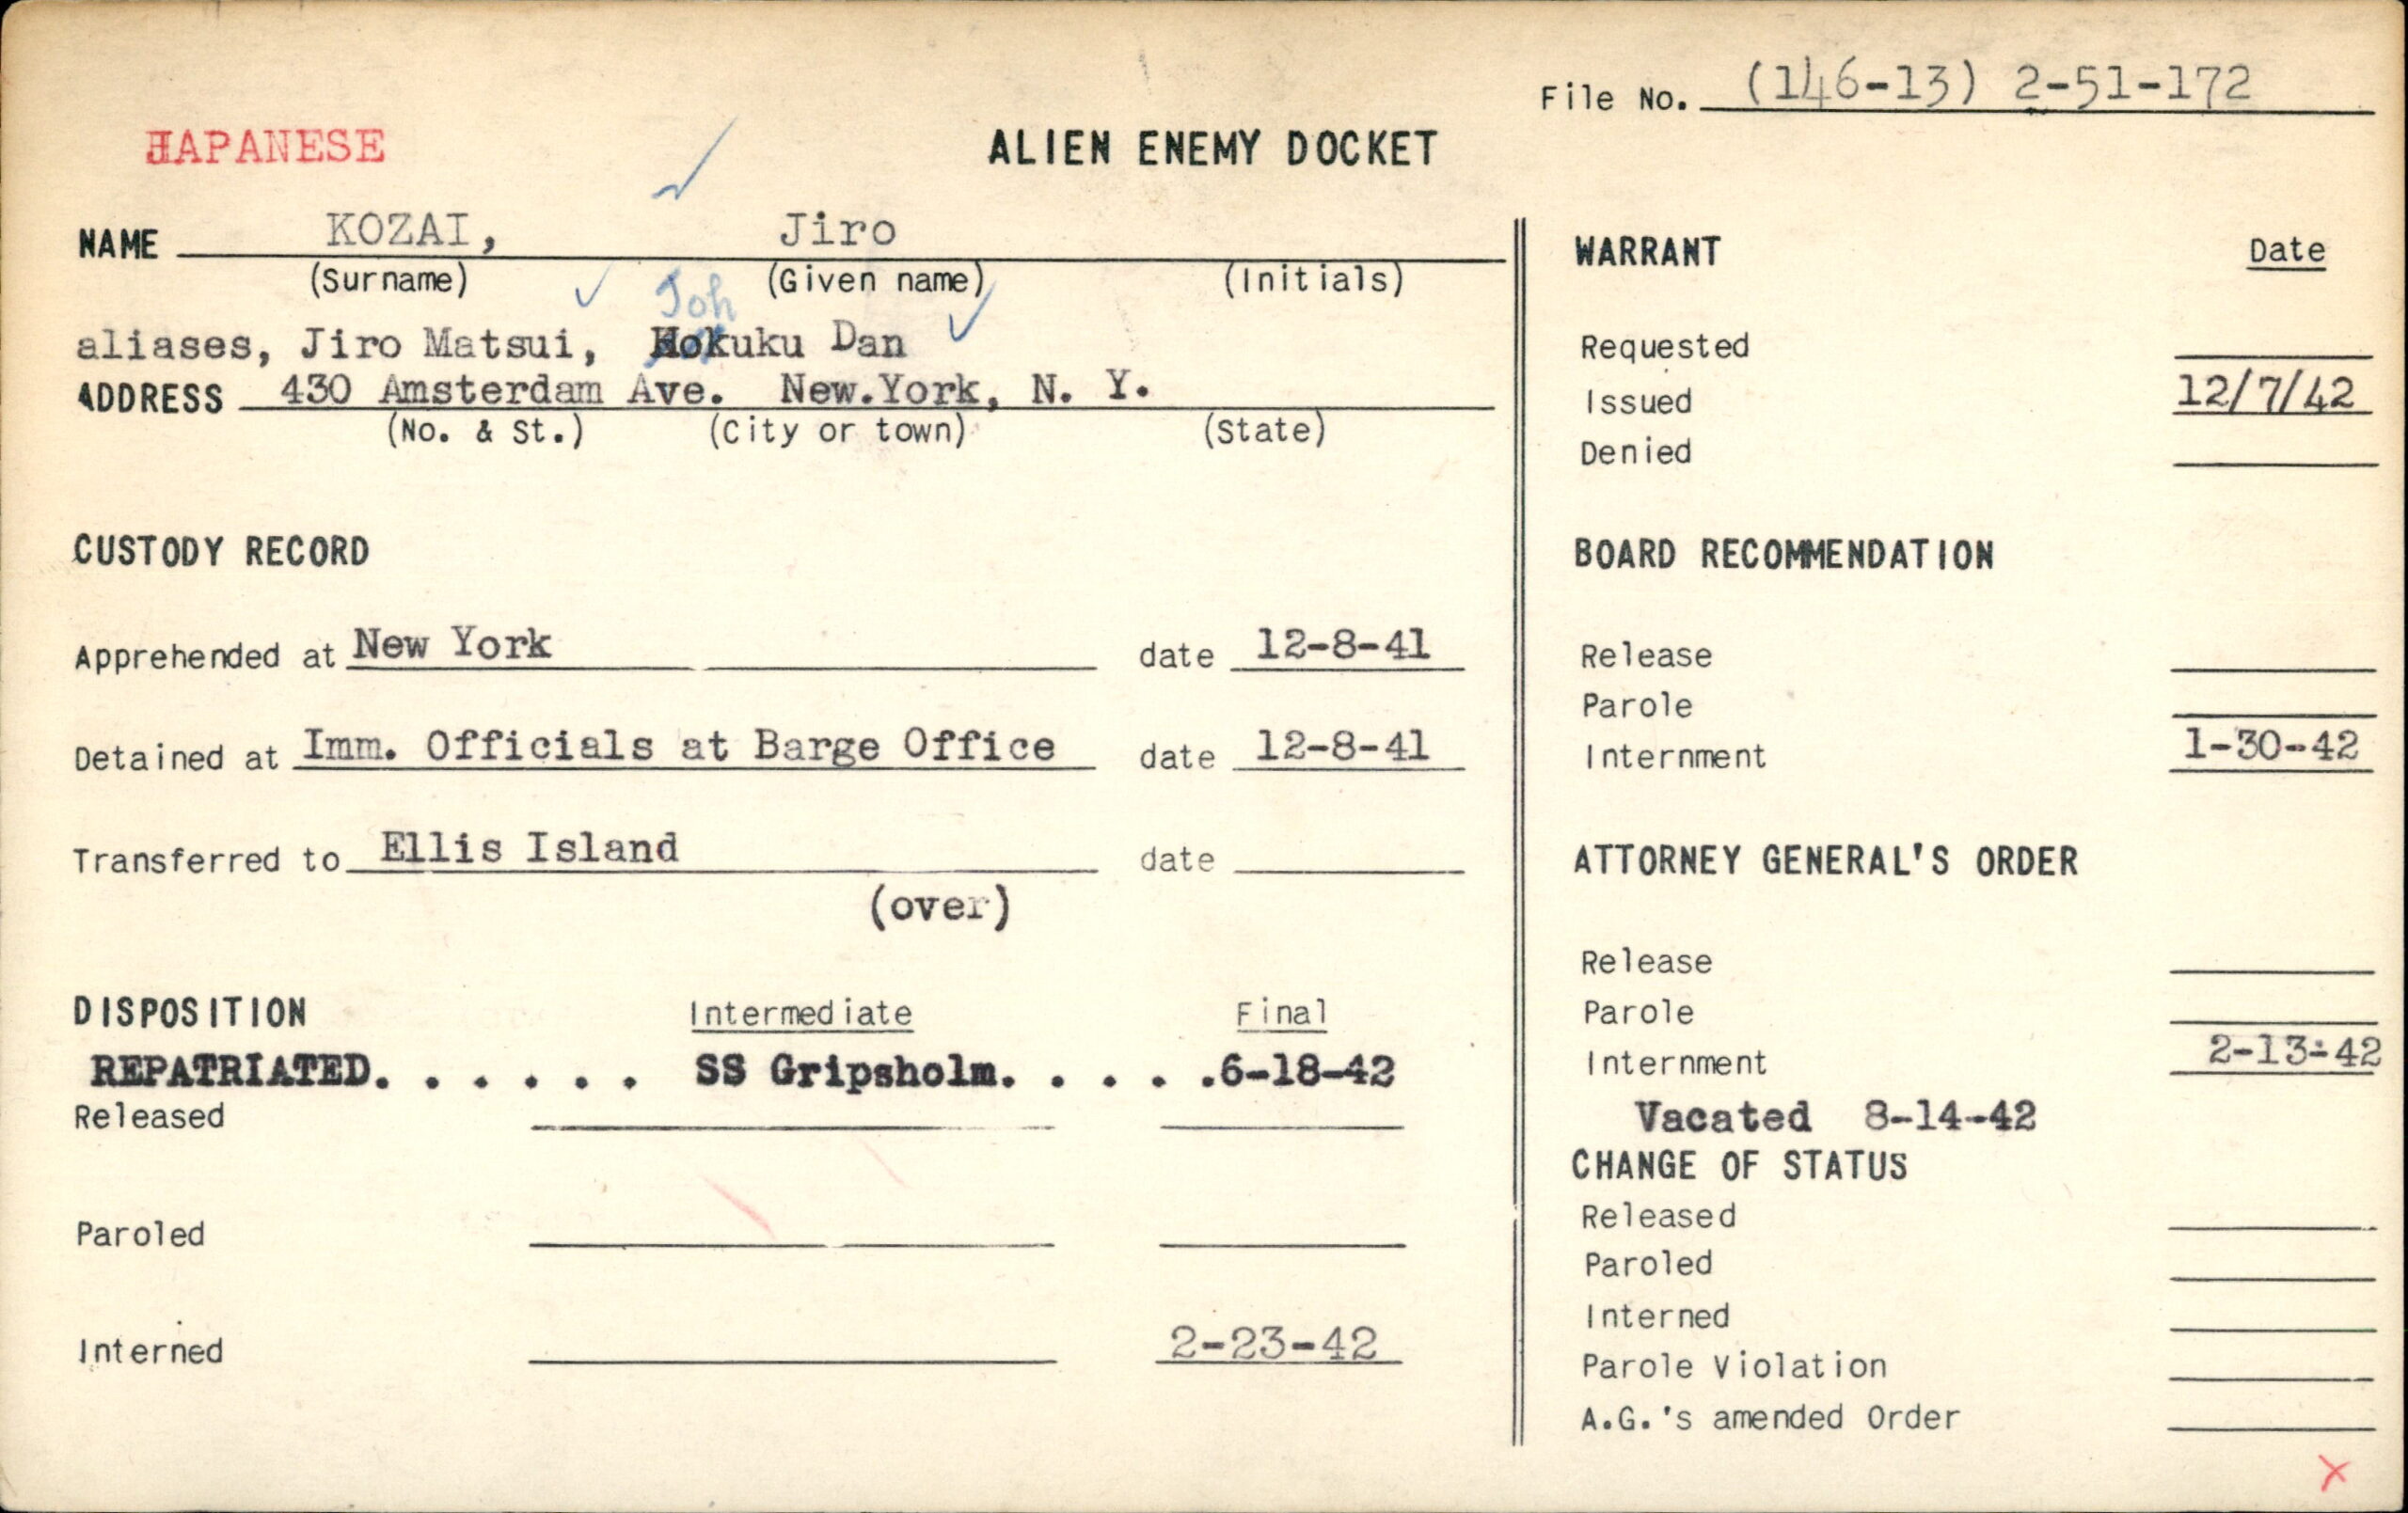 File No. (146-13) 2-51-172
JAPANESE
ALIEN ENEMY DOCKET
NAME KOZAI, Jiro
(Surname) (Given name) (Initials)
Joh
aliases, Jiro Matsui, Hokuku Dan
ADDRESS 430 Amsterdam Ave. New.York, N. Y.
(No. & St.) (City or town) (State)
CUSTODY RECORD
Apprehended at New York date 12-8-41
Detained at Imm. Officials at Barge Office date 12-8-41
Transferred to Ellis Island date
(over)
DISPOSITION Intermediate Final
REPATRIATED. . . . . . SS Gripsholm. . . . .6-18-42
Released
Paroled
Interned 2-23-42
WARRANT Date
Requested
Issued 12/7/42
Denied
BOARD RECOMMENDATION
Release
Parole
Internment 1-30-42
ATTORNEY GENERAL'S ORDER
Release
Parole
Internment 2-13-42
Vacated 8-14-42
CHANGE OF STATUS
Released
Paroled
Interned
Parole Violation
A.G.'s amended Order
X